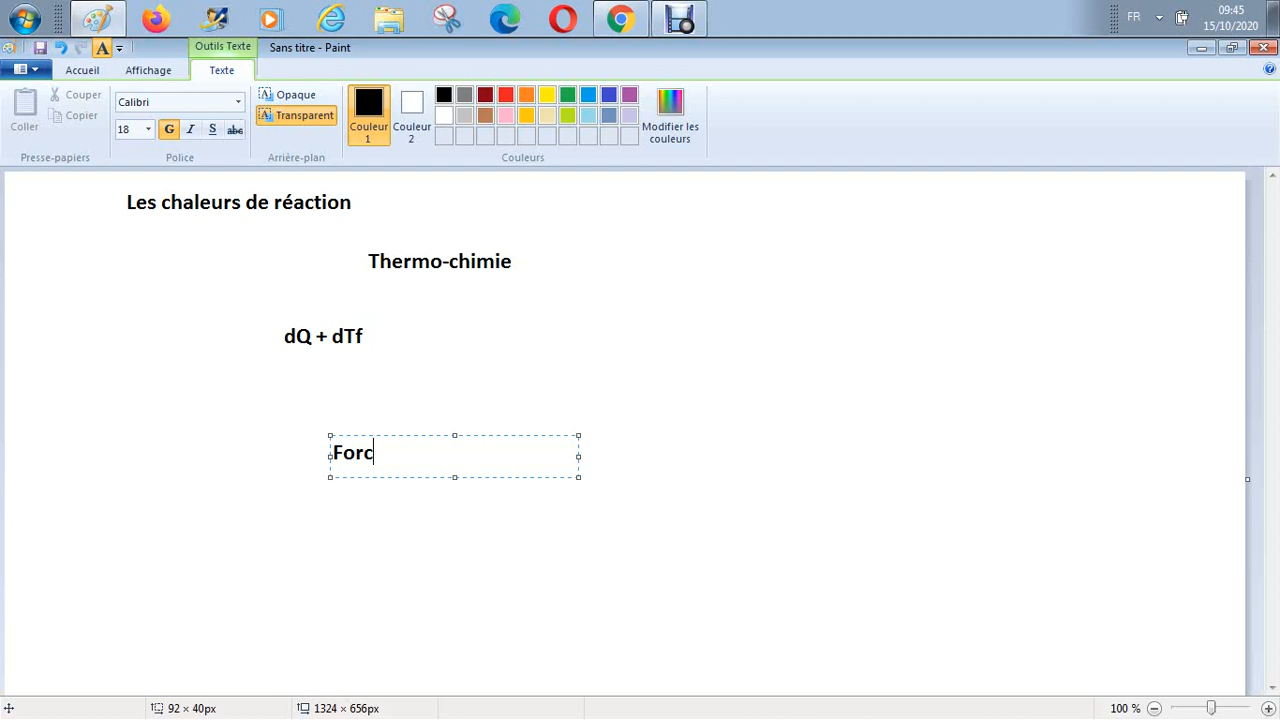 FR
09:45
15/10/2020
Outils Texte
Sans titre - Paint
Accueil
Affichage
Texte
Coller
Couper
Copier
Presse-papiers
Calibri
18
G I S abc
Police
Opaque
Transparent
Arrière-plan
Couleur 1
Couleur 2
Modifier les couleurs
Couleurs
Les chaleurs de réaction
Thermo-chimie
dQ + dTf
Forc
92 × 40px
1324 × 656px
100 %